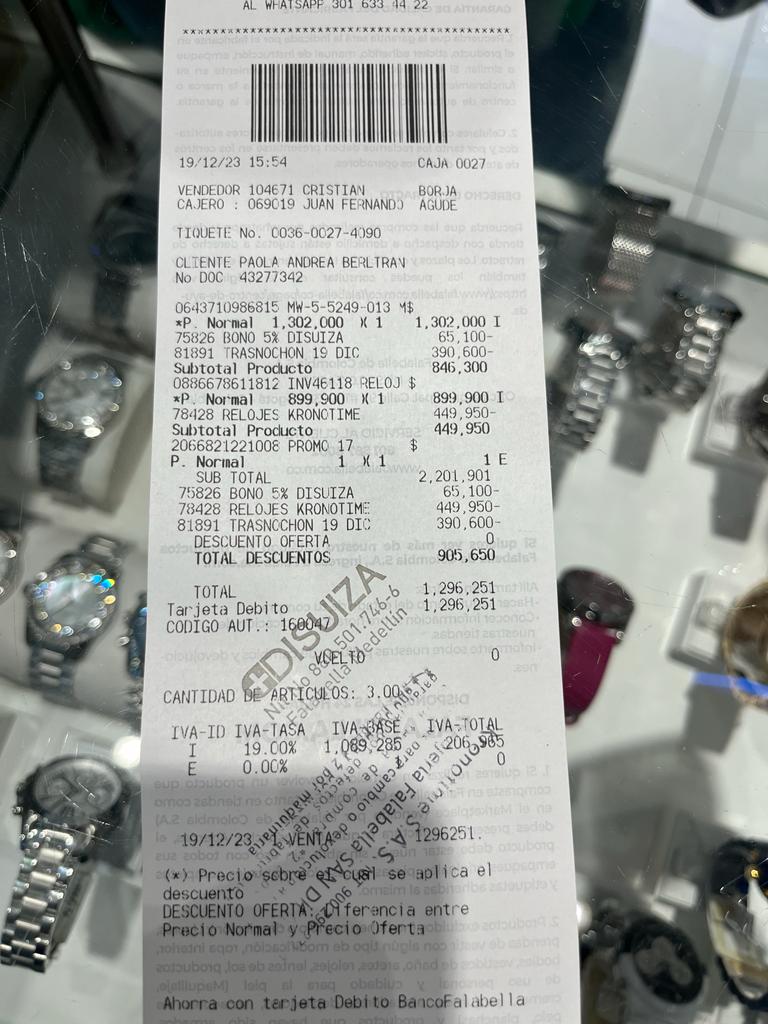 AL WHATSAPP 301 633 44 22
19/12/23 15:54 CAJA 0027
VENDEDOR 104671 CRISTIAN BORJA
CAJERO : 069019 JUAN FERNANDO AGUDE
TIQUETE No. 0036-0027-4090
CLIENTE PAOLA ANDREA BERLTRAN
No DOC 43277342
0643710986815 MW-5-5249-013 M$
*P. Normal 1,302,000 X 1 1,302,000 I
75826 BONO 5% DISUIZA 65,100-
81891 TRASNOCHON 19 DIC 390,600-
Subtotal Producto 846,300
0886678611812 INV46118 RELOJ $
*P. Normal 899,900 X 1 899,900 I
78428 RELOJES KRONOTIME 449,950-
Subtotal Producto 449,950
2066821221008 PROMO 17 $
P. Normal 1 X 1 1 E
SUB TOTAL 2,201,901
75826 BONO 5% DISUIZA 65,100-
78428 RELOJES KRONOTIME 449,950-
81891 TRASNOCHON 19 DIC 390,600-
DESCUENTO OFERTA 0
TOTAL DESCUENTOS 905,650
TOTAL 1,296,251
Tarjeta Debito 1,296,251
CODIGO AUT.: 160047
DISUIZA
Falabella Medellin
VUELTO 0
CANTIDAD DE ARTICULOS: 3.000
IVA-ID IVA-TASA IVA-BASE IVA-TOTAL
I 19.00% 1,089,285 206,965
E 0.00% 0
Kronotime S.A.S.
19/12/23 *1 VENTA 1296251.
(*) Precio sobre el cual se aplica el
descuento
DESCUENTO OFERTA: Diferencia entre
Precio Normal y Precio Oferta
Ahorra con tarjeta Debito BancoFalabella